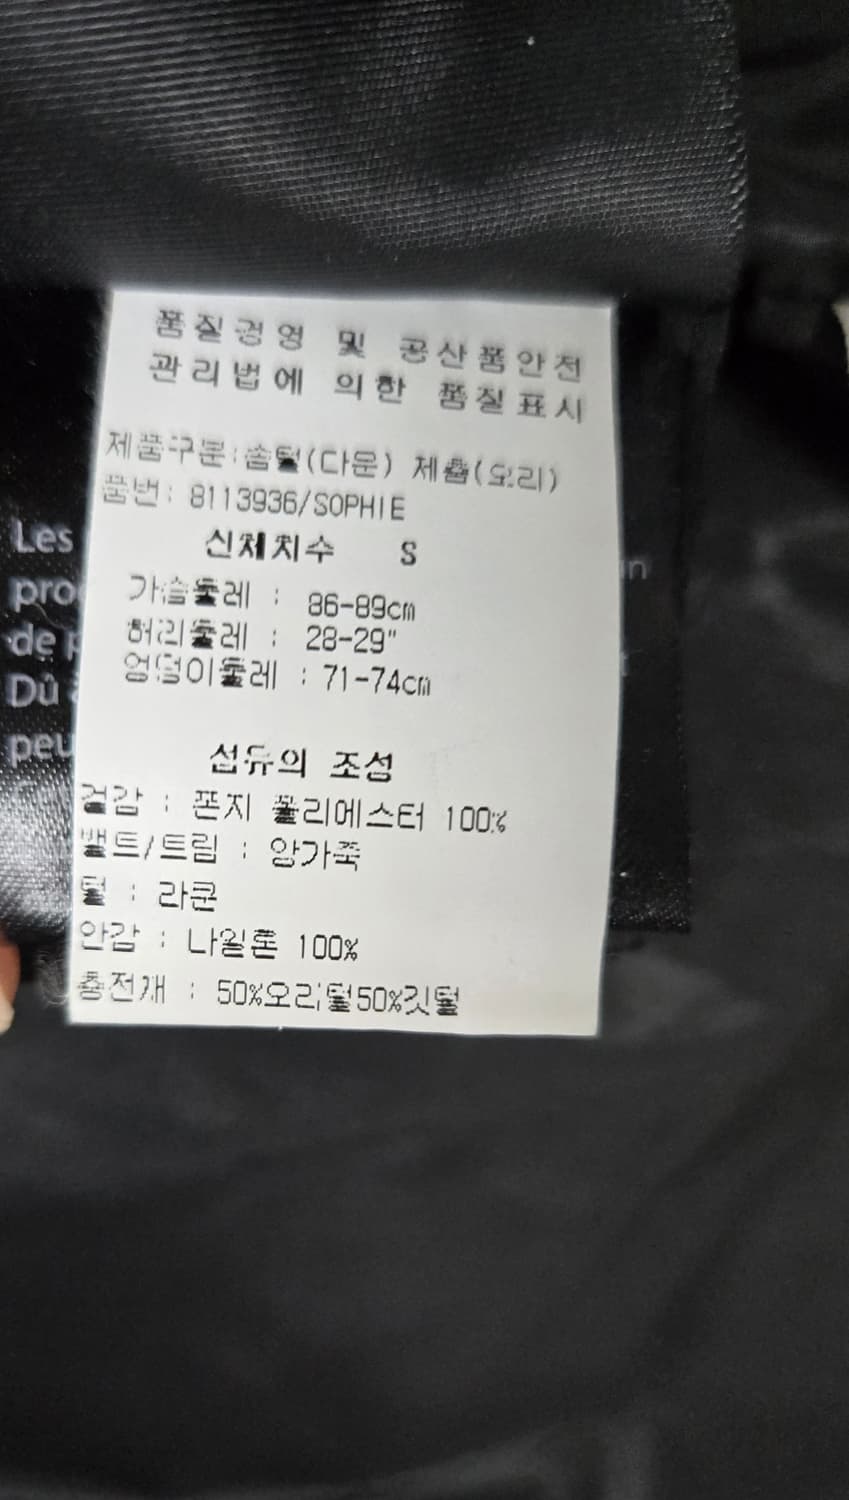 품질경영 및 공산품안전
관리법에 의한 품질표시
제품구분:솜털(다운) 제품(오리)
품번: 8113936/SOPHIE
신체치수 S
가슴둘레 : 86-89cm
허리둘레 : 28-29"
엉덩이둘레 : 71-74cm
섬유의 조성
겉감 : 폰지 폴리에스터 100%
밸트/트림 : 양가죽
털 : 라쿤
안감 : 나일론 100%
충전재 : 50%오리털50%깃털
Les
pro
de
Dû
peu